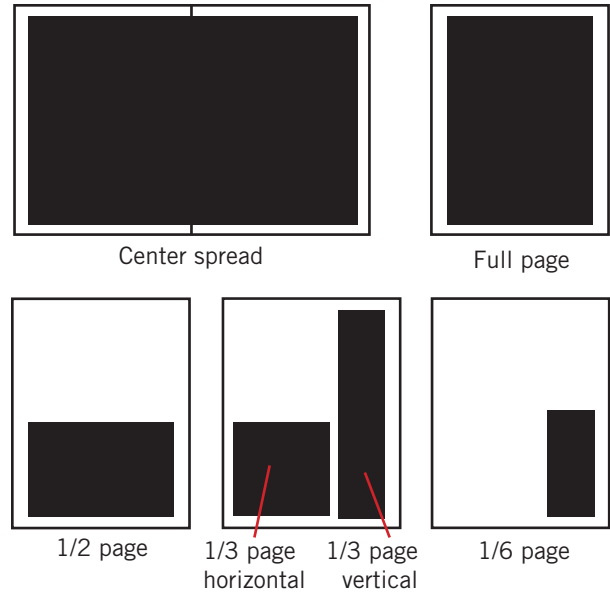 Center spread
Full page
1/2 page
1/3 page
horizontal
1/3 page
vertical
1/6 page